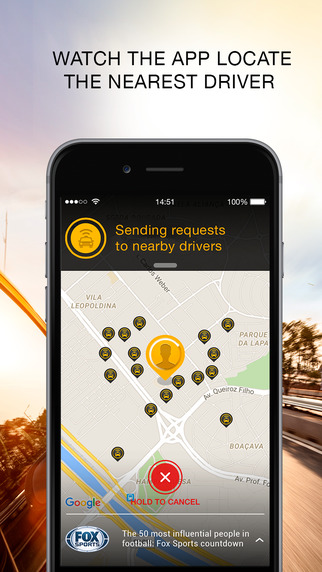 WATCH THE APP LOCATE
THE NEAREST DRIVER
14:51
100%
Sending requests
to nearby drivers
Carlos Weber
VILA
LEOPOLDINA
PARQUE
DA LAPA
Av. Queiroz Filho
BOAÇAVA
Av. Prof. Fons
Google
HOLD TO CANCEL
FOX
SPORTS
The 50 most influential people in
football: Fox Sports countdown